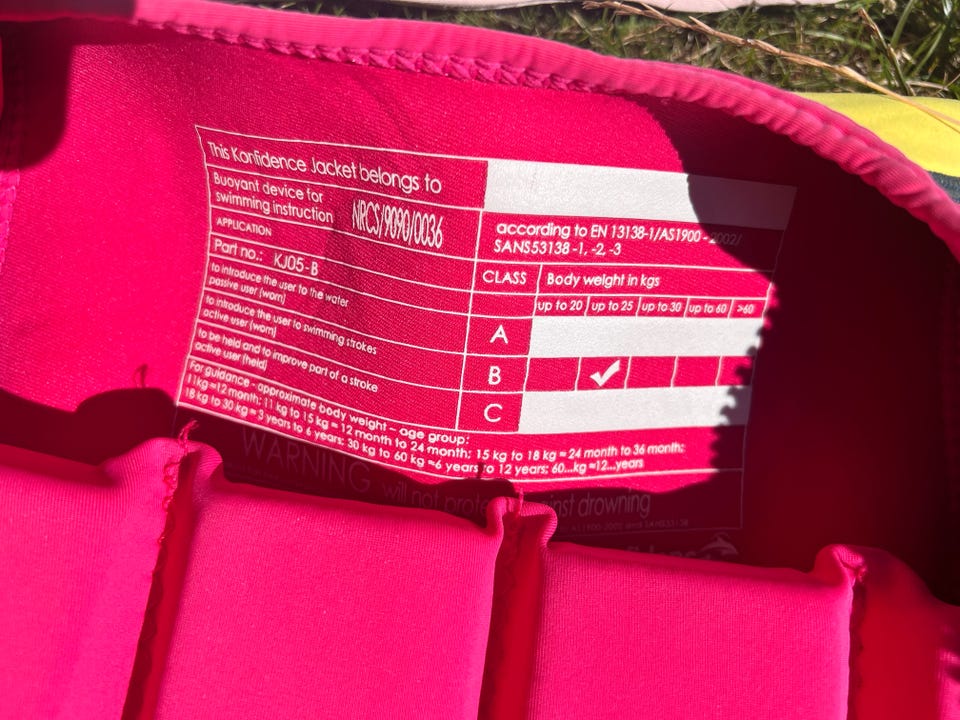 This Konfidence Jacket belongs to
Buoyant device for
swimming instruction NRCS/9090/0036
according to EN 13138-1/AS1900 - 2002/
SANS53138 -1, -2, -3
APPLICATION
Part no.: KJ05-B
CLASS Body weight in kgs
up to 20 up to 25 up to 30 up to 60 >60
to introduce the user to the water
passive user (worn)
A
to introduce the user to swimming strokes
active user (worn)
B ✓
to be held and to improve part of a stroke
active user (held)
C
For guidance - approximate body weight – age group:
11kg =12 month: 11 kg to 15 kg = 12 month to 24 month: 15 kg to 18 kg = 24 month to 36 month:
18 kg to 30 kg = 3 years to 6 years: 30 kg to 60 kg =6 years to 12 years: 60...kg =12...years
WARNING will not protect against drowning